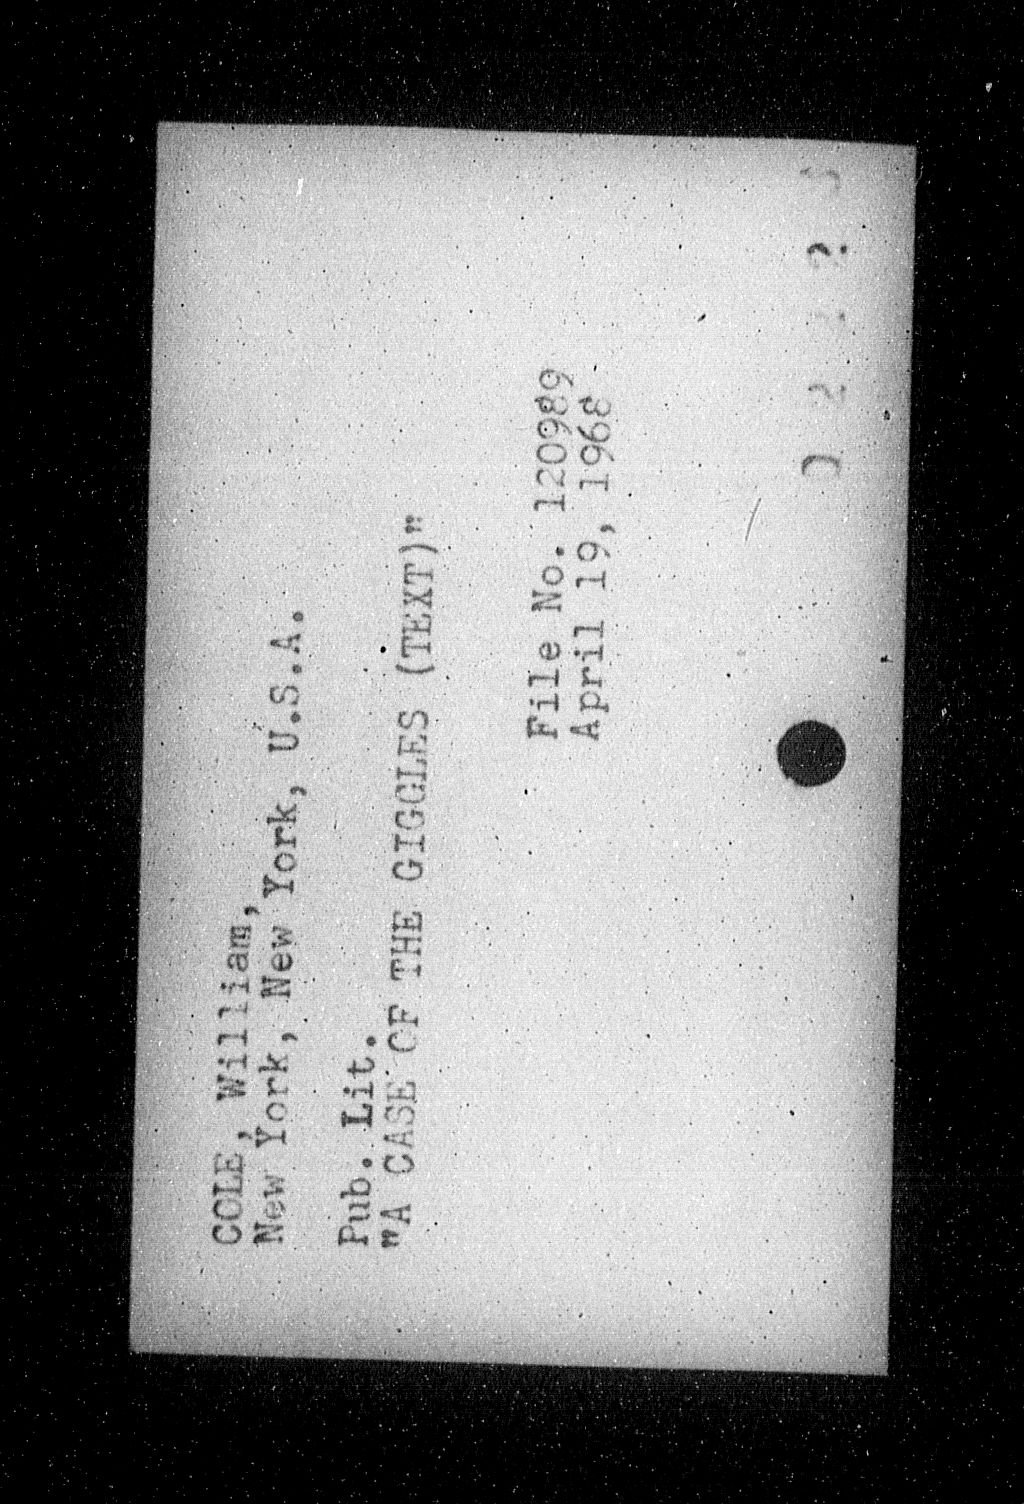 COLE, William,
New York, New York, U.S.A.
Pub. Lit.
"A CASE OF THE GIGGLES (TEXT)"
File No. 120989
April 19, 1968